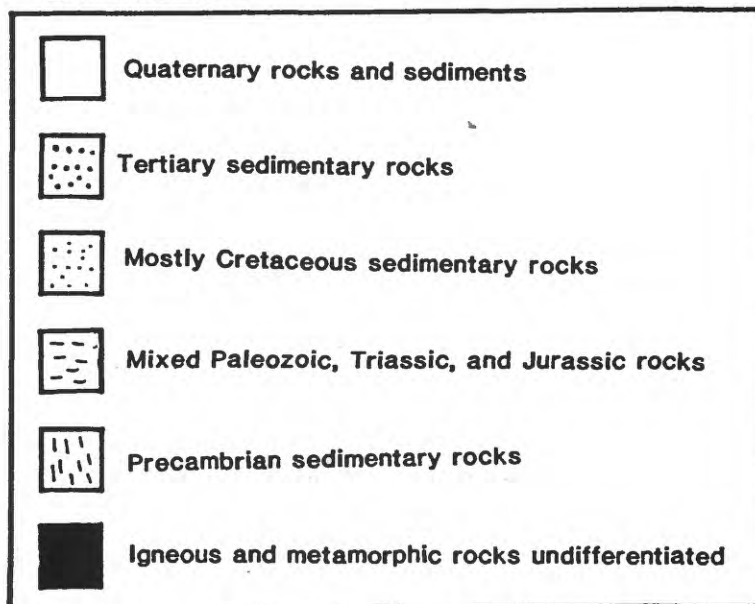 Quaternary rocks and sediments
Tertiary sedimentary rocks
Mostly Cretaceous sedimentary rocks
Mixed Paleozoic, Triassic, and Jurassic rocks
Precambrian sedimentary rocks
Igneous and metamorphic rocks undifferentiated